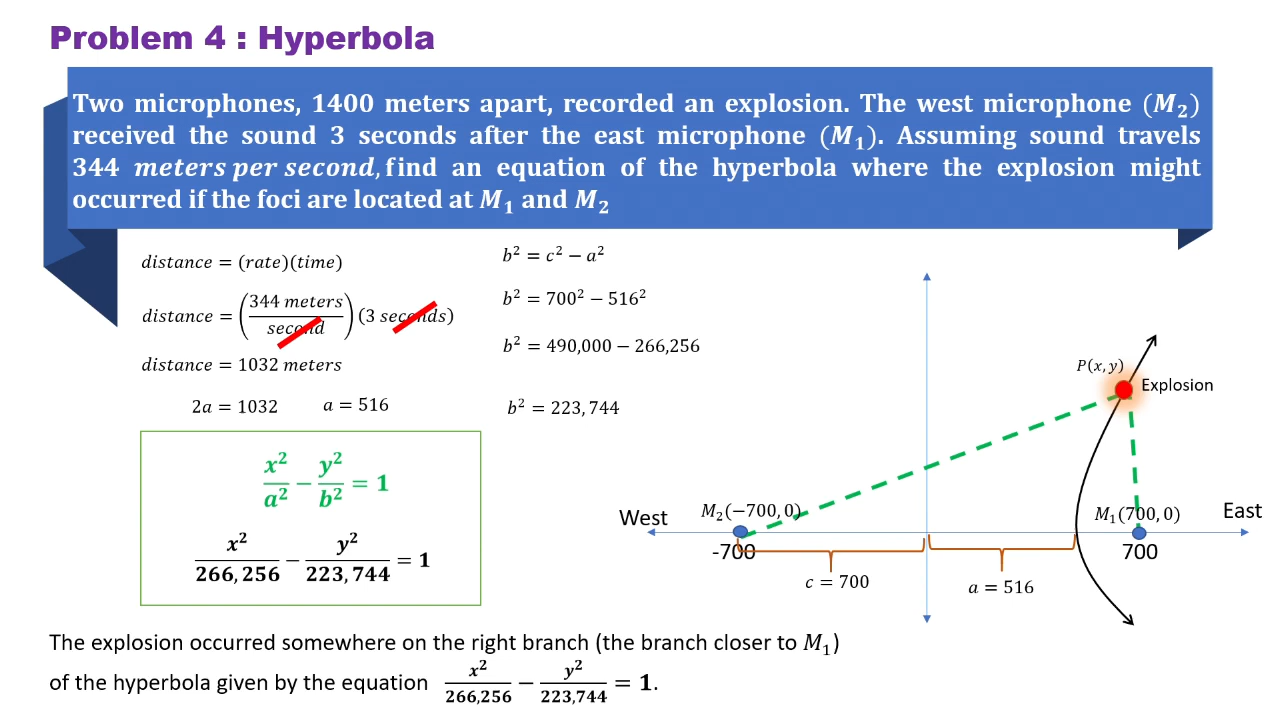 Problem 4 : Hyperbola
Two microphones, 1400 meters apart, recorded an explosion. The west microphone (M₂)
received the sound 3 seconds after the east microphone (M₁). Assuming sound travels
344 meters per second, find an equation of the hyperbola where the explosion might
occurred if the foci are located at M₁ and M₂
distance = (rate)(time)
distance = (344 meters / second) (3 seconds)
distance = 1032 meters
2a = 1032 a = 516
b² = c² − a²
b² = 700² − 516²
b² = 490,000 − 266,256
b² = 223,744
x²/a² − y²/b² = 1
x²/266,256 − y²/223,744 = 1
P(x, y)
Explosion
West
M₂(−700, 0)
M₁(700, 0)
East
-700
700
c = 700
a = 516
The explosion occurred somewhere on the right branch (the branch closer to M₁)
of the hyperbola given by the equation x²/266,256 − y²/223,744 = 1.